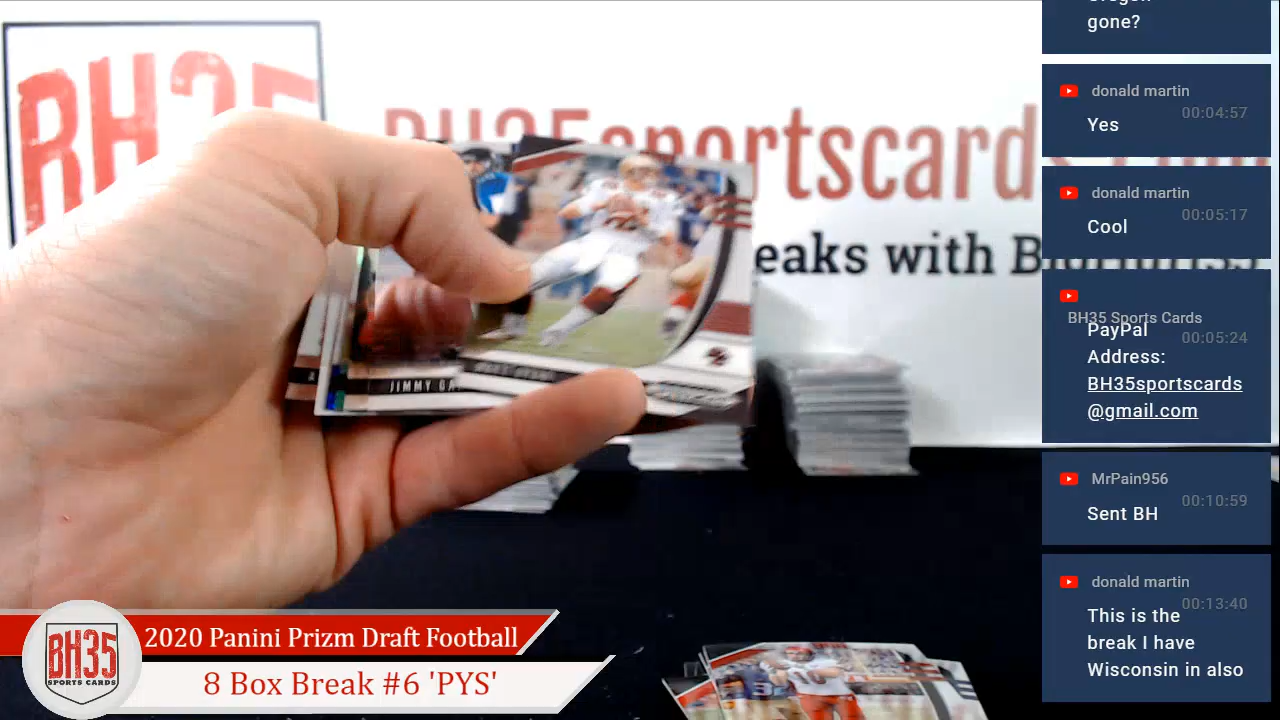 BH35
BH35sportscards
eaks with B
JIMMY GA
gone?
donald martin
00:04:57
Yes
donald martin
00:05:17
Cool
BH35 Sports Cards
00:05:24
PayPal
Address:
BH35sportscards
@gmail.com
MrPain956
00:10:59
Sent BH
donald martin
00:13:40
This is the
break I have
Wisconsin in also
BH35
SPORTS CARDS
2020 Panini Prizm Draft Football
8 Box Break #6 'PYS'